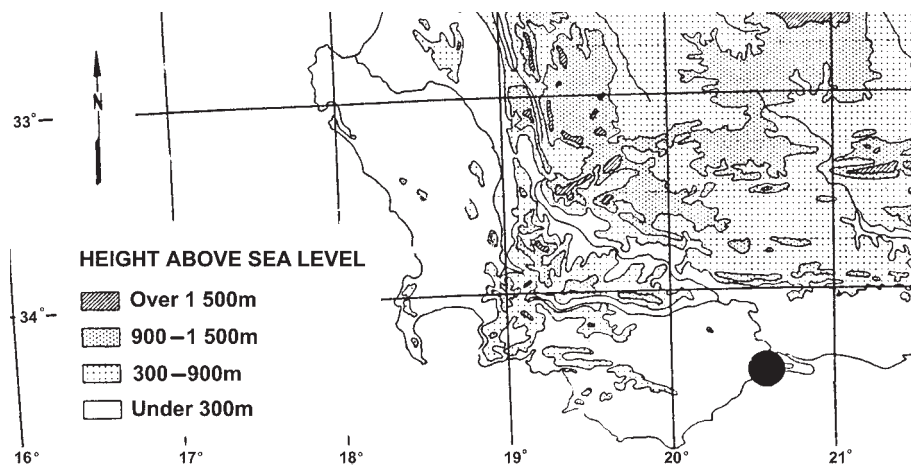 N
33°
HEIGHT ABOVE SEA LEVEL
Over 1 500m
900–1 500m
34°
300–900m
Under 300m
16° 17° 18 19° 20° 21°